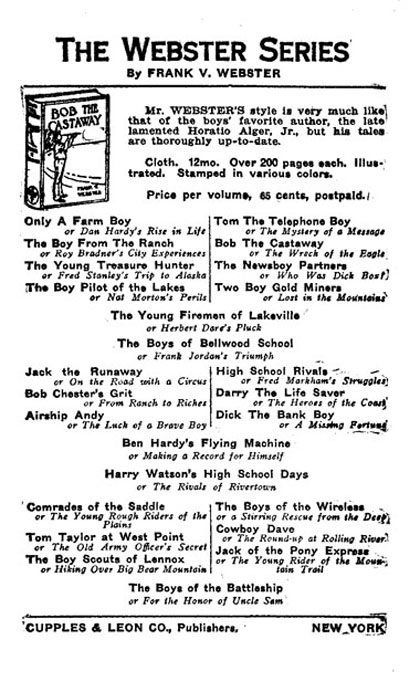 THE WEBSTER SERIES
By FRANK V. WEBSTER
BOB THE
CASTAWAY
FRANK V.
WEBSTER
Mr. WEBSTER'S style is very much like
that of the boys' favorite author, the late
lamented Horatio Alger, Jr., but his tales
are thoroughly up-to-date.
Cloth. 12mo. Over 200 pages each. Illus-
trated. Stamped in various colors.
Price per volume, 65 cents, postpaid.
Only A Farm Boy
or Dan Hardy's Rise in Life
The Boy From The Ranch
or Roy Bradner's City Experiences
The Young Treasure Hunter
or Fred Stanley's Trip to Alaska
The Boy Pilot of the Lakes
or Nat Morton's Perils
Tom The Telephone Boy
or The Mystery of a Message
Bob The Castaway
or The Wreck of the Eagle
The Newsboy Partners
or Who Was Dick Box?
Two Boy Gold Miners
or Lost in the Mountains
The Young Firemen of Lakeville
or Herbert Dare's Pluck
The Boys of Bellwood School
or Frank Jordan's Triumph
Jack the Runaway
or On the Road with a Circus
Bob Chester's Grit
or From Ranch to Riches
Airship Andy
or The Luck of a Brave Boy
High School Rivals
or Fred Markham's Struggles
Darry The Life Saver
or The Heroes of the Coast
Dick The Bank Boy
or A Missing Fortune
Ben Hardy's Flying Machine
or Making a Record for Himself
Harry Watson's High School Days
or The Rivals of Rivertown
Comrades of the Saddle
or The Young Rough Riders of the
Plains
Tom Taylor at West Point
or The Old Army Officer's Secret
The Boy Scouts of Lennox
or Hiking Over Big Bear Mountain
The Boys of the Wireless
or a Stirring Rescue from the Deep
Cowboy Dave
or The Round-up at Rolling River
Jack of the Pony Express
or The Young Rider of the Moun-
tain Trail
The Boys of the Battleship
or For the Honor of Uncle Sam
CUPPLES & LEON CO., Publishers, NEW YORK